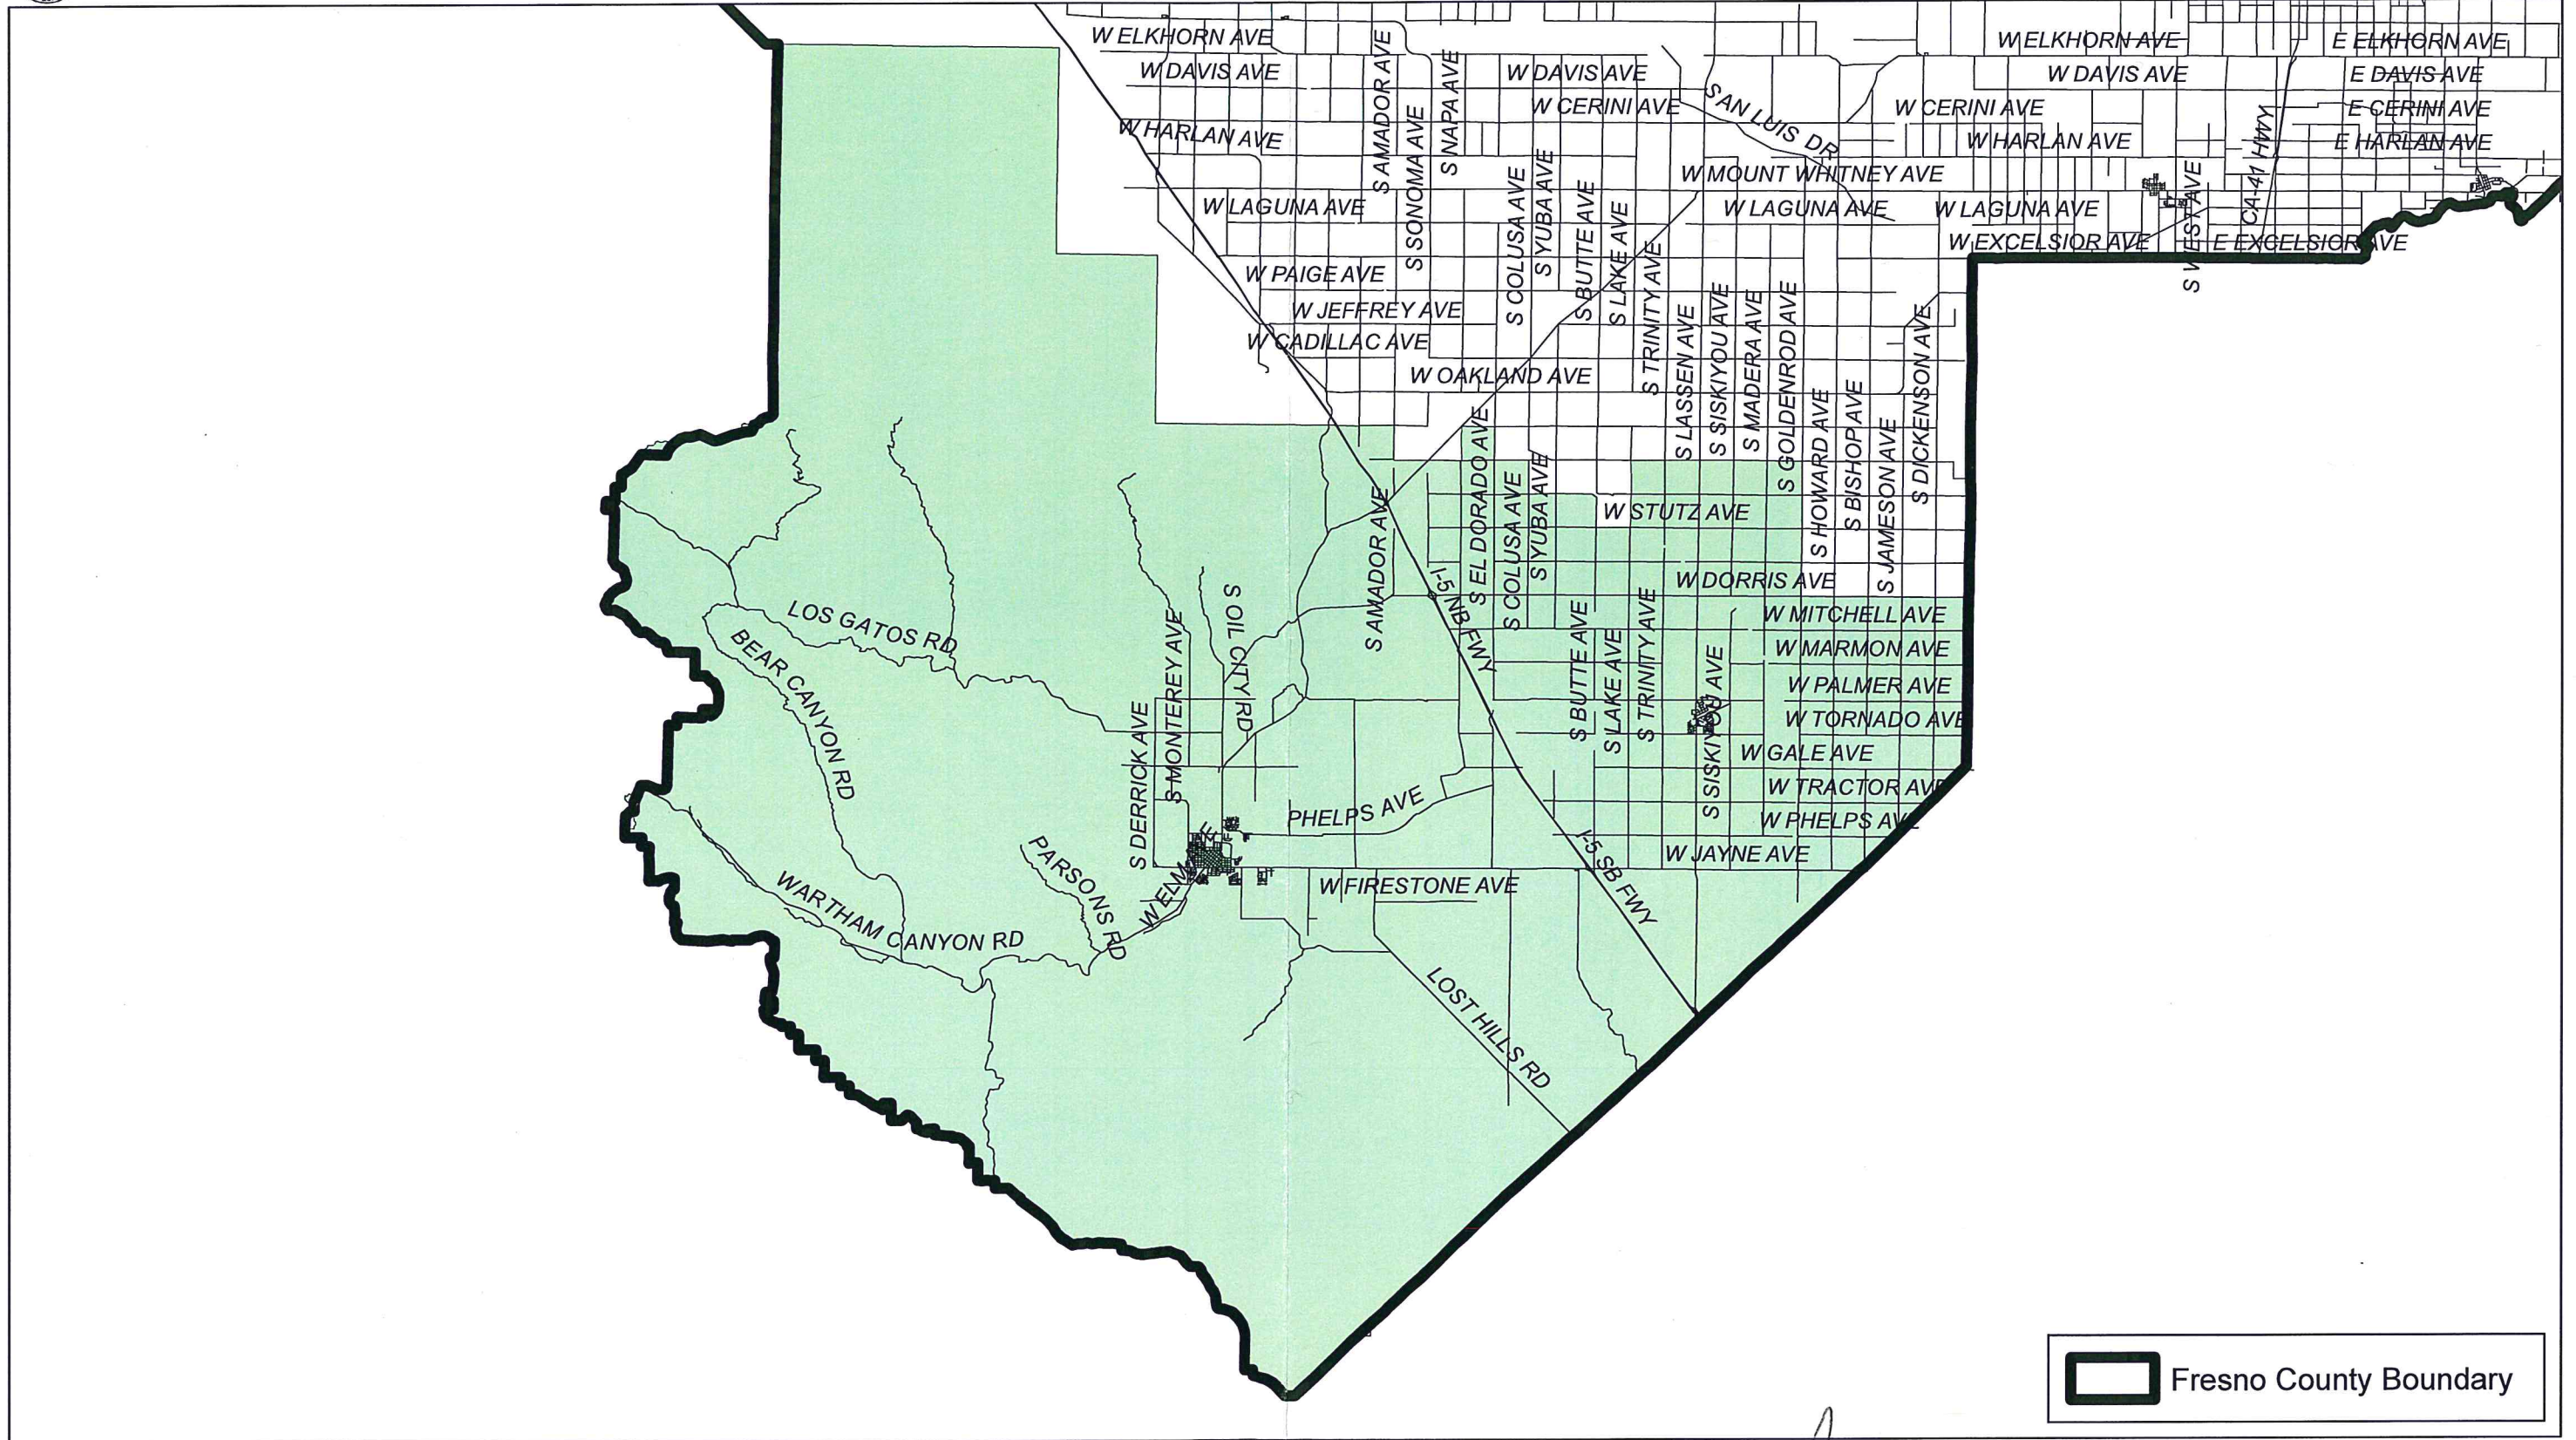 W ELKHORN AVE
W ELKHORN AVE
E ELKHORN AVE
W DAVIS AVE
W DAVIS AVE
W DAVIS AVE
E DAVIS AVE
S AMADOR AVE
S SONOMA AVE
S NAPA AVE
W CERINI AVE
SAN LUIS DR
W CERINI AVE
E CERINI AVE
W HARLAN AVE
W HARLAN AVE
E HARLAN AVE
CA-41 HWY
W MOUNT WHITNEY AVE
W LAGUNA AVE
W LAGUNA AVE
W LAGUNA AVE
S WEST AVE
S COLUSA AVE
S YUBA AVE
S BUTTE AVE
S LAKE AVE
S TRINITY AVE
W EXCELSIOR AVE
E EXCELSIOR AVE
W PAIGE AVE
W JEFFREY AVE
W CADILLAC AVE
W OAKLAND AVE
S LASSEN AVE
S SISKIYOU AVE
S MADERA AVE
S GOLDENROD AVE
S HOWARD AVE
S BISHOP AVE
S JAMESON AVE
S DICKENSON AVE
S EL DORADO AVE
S COLUSA AVE
S YUBA AVE
W STUTZ AVE
S AMADOR AVE
I-5 NB FWY
W DORRIS AVE
LOS GATOS RD
BEAR CANYON RD
S MONTEREY AVE
S OIL CITY RD
S BUTTE AVE
S LAKE AVE
S TRINITY AVE
S SISKIYOU AVE
W MITCHELL AVE
W MARMON AVE
W PALMER AVE
W TORNADO AVE
W GALE AVE
W TRACTOR AVE
W PHELPS AVE
S DERRICK AVE
PHELPS AVE
I-5 SB FWY
W JAYNE AVE
PARSONS RD
W FIRESTONE AVE
WARTHAM CANYON RD
LOST HILLS RD
Fresno County Boundary